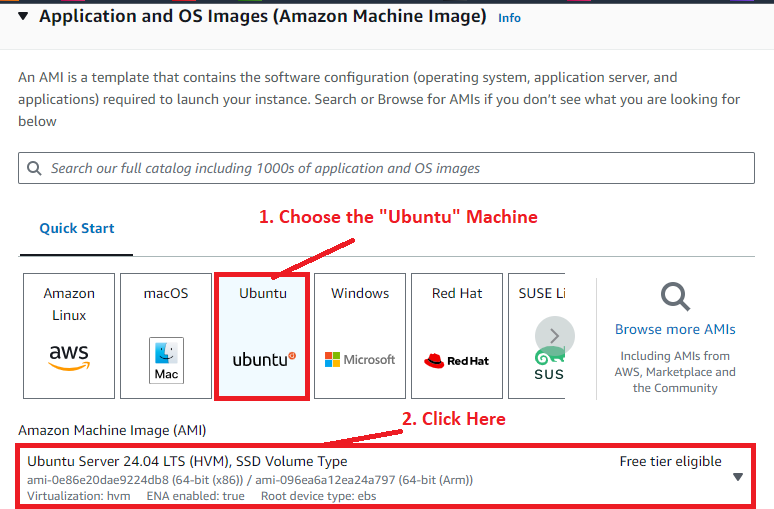 Application and OS Images (Amazon Machine Image) Info
An AMI is a template that contains the software configuration (operating system, application server, and
applications) required to launch your instance. Search or Browse for AMIs if you don't see what you are looking for
below
Search our full catalog including 1000s of application and OS images
1. Choose the "Ubuntu" Machine
Quick Start
Amazon
Linux
aws
macOS
Mac
Ubuntu
ubuntu
Windows
Microsoft
Red Hat
Red Hat
SUSE Li
SUS
Browse more AMIs
Including AMIs from
AWS, Marketplace and
the Community
2. Click Here
Amazon Machine Image (AMI)
Ubuntu Server 24.04 LTS (HVM), SSD Volume Type
Free tier eligible
ami-0e86e20dae9224db8 (64-bit (x86)) / ami-096ea6a12ea24a797 (64-bit (Arm))
Virtualization: hvm ENA enabled: true Root device type: ebs